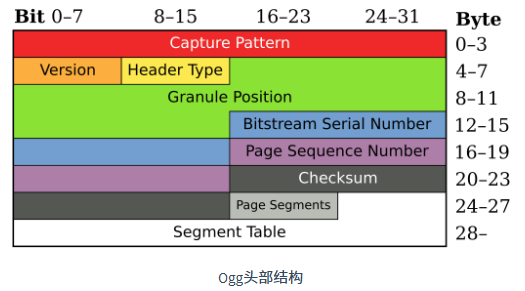 Bit 0–7 8–15 16–23 24–31 Byte
Capture Pattern 0–3
Version Header Type 4–7
Granule Position 8–11
Bitstream Serial Number 12–15
Page Sequence Number 16–19
Checksum 20–23
Page Segments 24–27
Segment Table 28–
Ogg头部结构